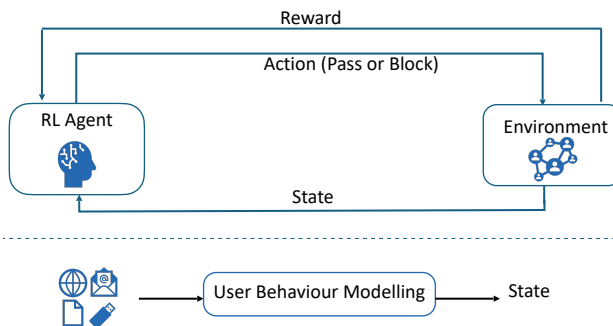 Reward
Action (Pass or Block)
RL Agent
Environment
State
User Behaviour Modelling
State